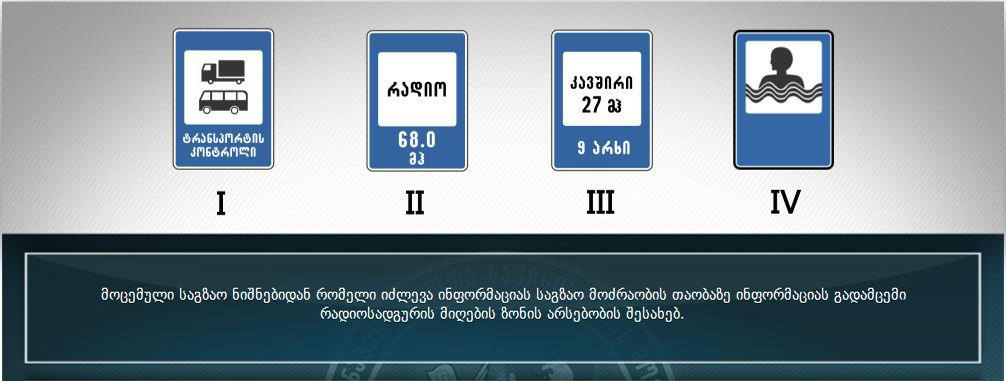 ტრანსპორტის
კონტროლი
რადიო
68.0
მჰ
კავშირი
27 მჰ
9 არხი
I
II
III
IV
მოცემული საგზაო ნიშნებიდან რომელი იძლევა ინფორმაციას საგზაო მოძრაობის თაობაზე ინფორმაციას გადამცემი
რადიოსადგურის მიღების ზონის არსებობის შესახებ.